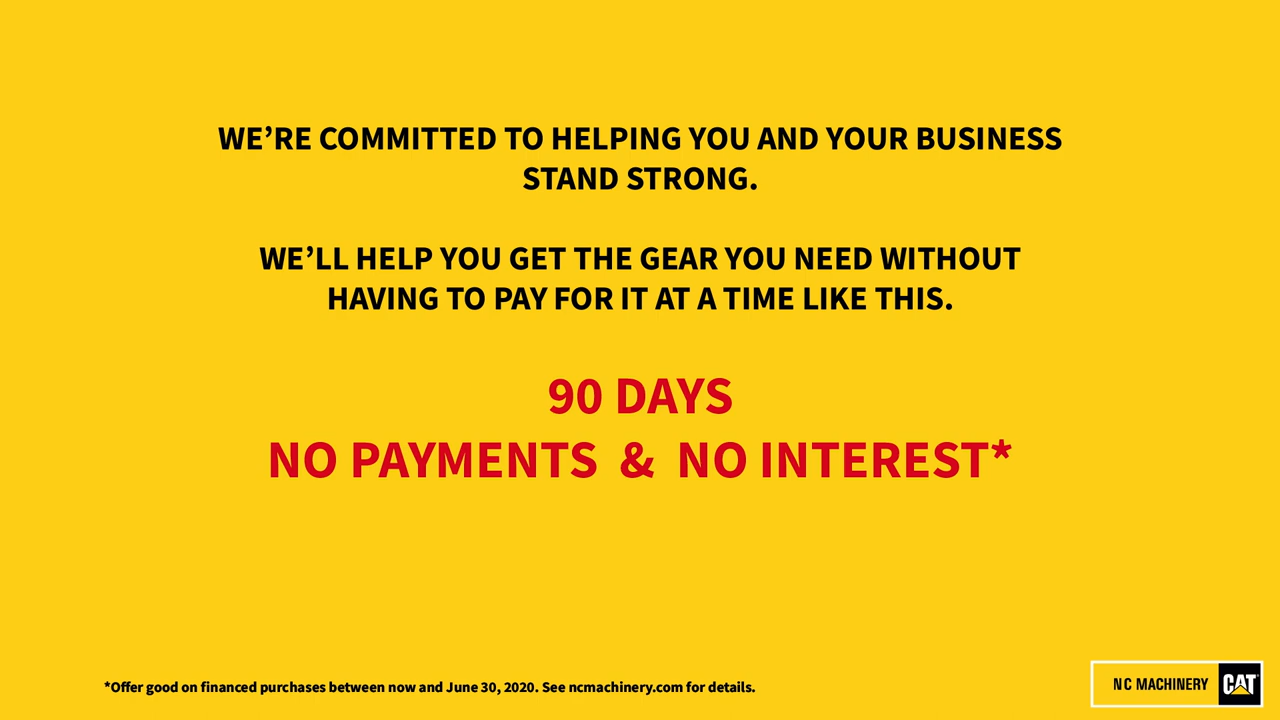 WE’RE COMMITTED TO HELPING YOU AND YOUR BUSINESS
STAND STRONG.
WE’LL HELP YOU GET THE GEAR YOU NEED WITHOUT
HAVING TO PAY FOR IT AT A TIME LIKE THIS.
90 DAYS
NO PAYMENTS & NO INTEREST*
*Offer good on financed purchases between now and June 30, 2020. See ncmachinery.com for details.
NC MACHINERY CAT